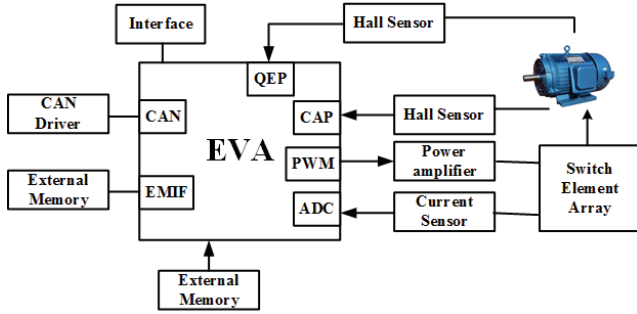 Interface
Hall Sensor
QEP
CAN
Driver
CAN
CAP
Hall Sensor
EVA
PWM
Power
amplifier
Switch
Element
Array
External
Memory
EMIF
ADC
Current
Sensor
External
Memory